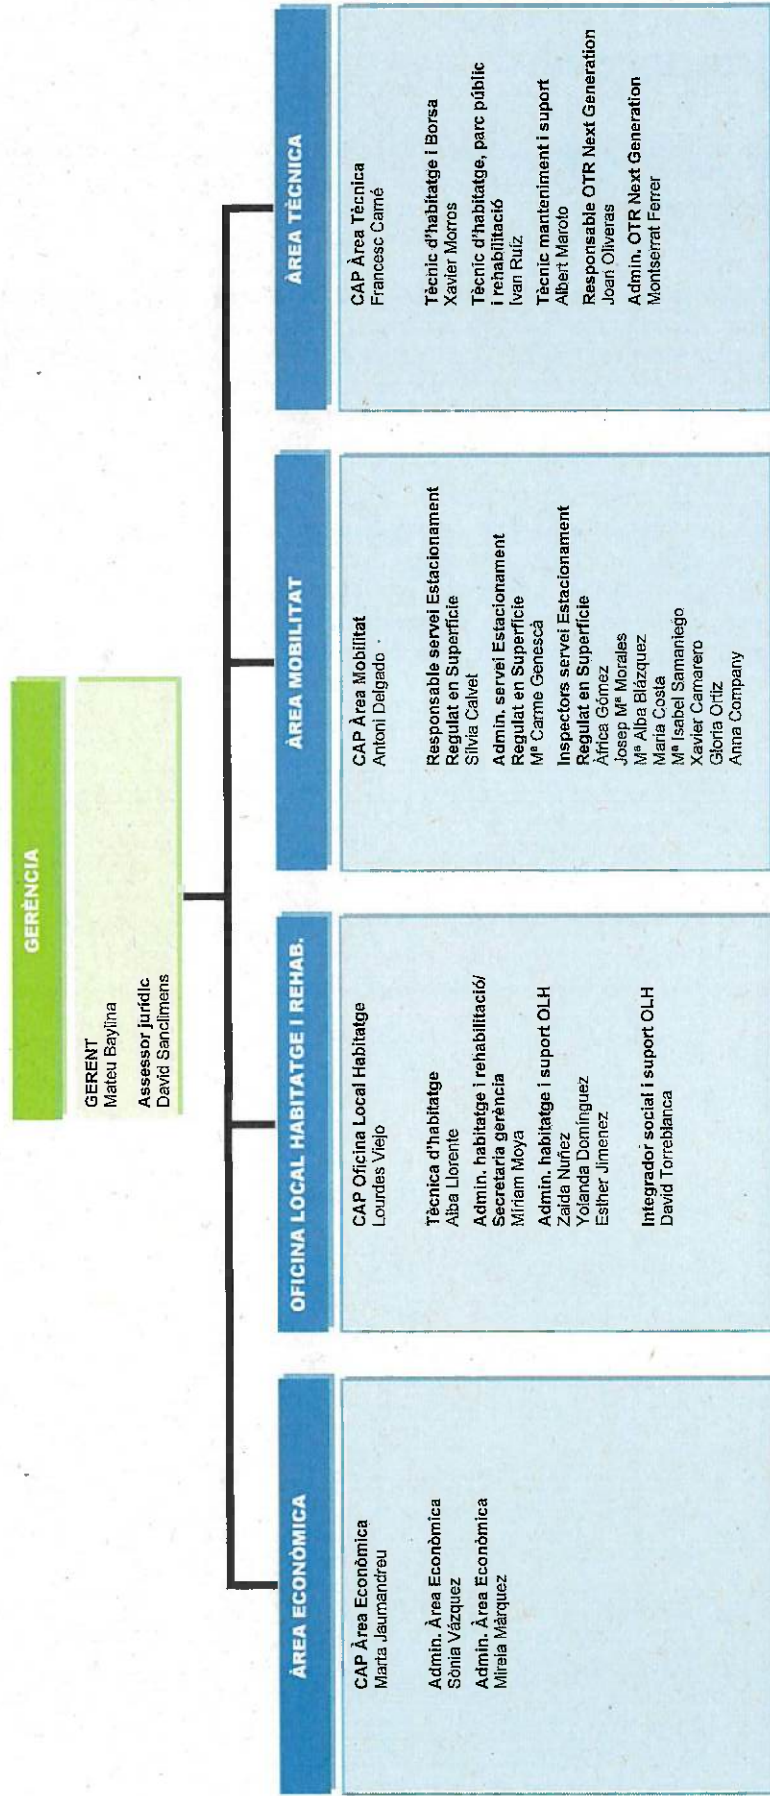 GERÈNCIA
GERENT
Mateu Baylina
Assessor jurídic
David Sanclimens
ÀREA ECONÒMICA
CAP Àrea Econòmica
Marta Jaumandreu
Admin. Àrea Econòmica
Sònia Vázquez
Admin. Àrea Econòmica
Mireia Màrquez
OFICINA LOCAL HABITATGE I REHAB.
CAP Oficina Local Habitatge
Lourdes Viejo
Tècnica d'habitatge
Alba Llorente
Admin. habitatge i rehabilitació/
Secretaria gerència
Míriam Moya
Admin. habitatge i suport OLH
Zaida Nuñez
Yolanda Domínguez
Esther Jimenez
Integrador social i suport OLH
David Torreblanca
ÀREA MOBILITAT
CAP Àrea Mobilitat
Antoni Delgado
Responsable servei Estacionament
Regulat en Superfície
Sílvia Calvet
Admin. servei Estacionament
Regulat en Superfície
Mª Carme Genescà
Inspectors servei Estacionament
Regulat en Superfície
Àfrica Gómez
Josep Mª Morales
Mª Alba Blázquez
Maria Costa
Mª Isabel Samaniego
Xavier Camarero
Gloria Ortiz
Anna Company
ÀREA TÈCNICA
CAP Àrea Tècnica
Francesc Carné
Tècnic d'habitatge i Borsa
Xavier Morros
Tècnic d'habitatge, parc públic
i rehabilitació
Ivan Ruíz
Tècnic manteniment i suport
Albert Maroto
Responsable OTR Next Generation
Joan Oliveras
Admin. OTR Next Generation
Montserrat Ferrer